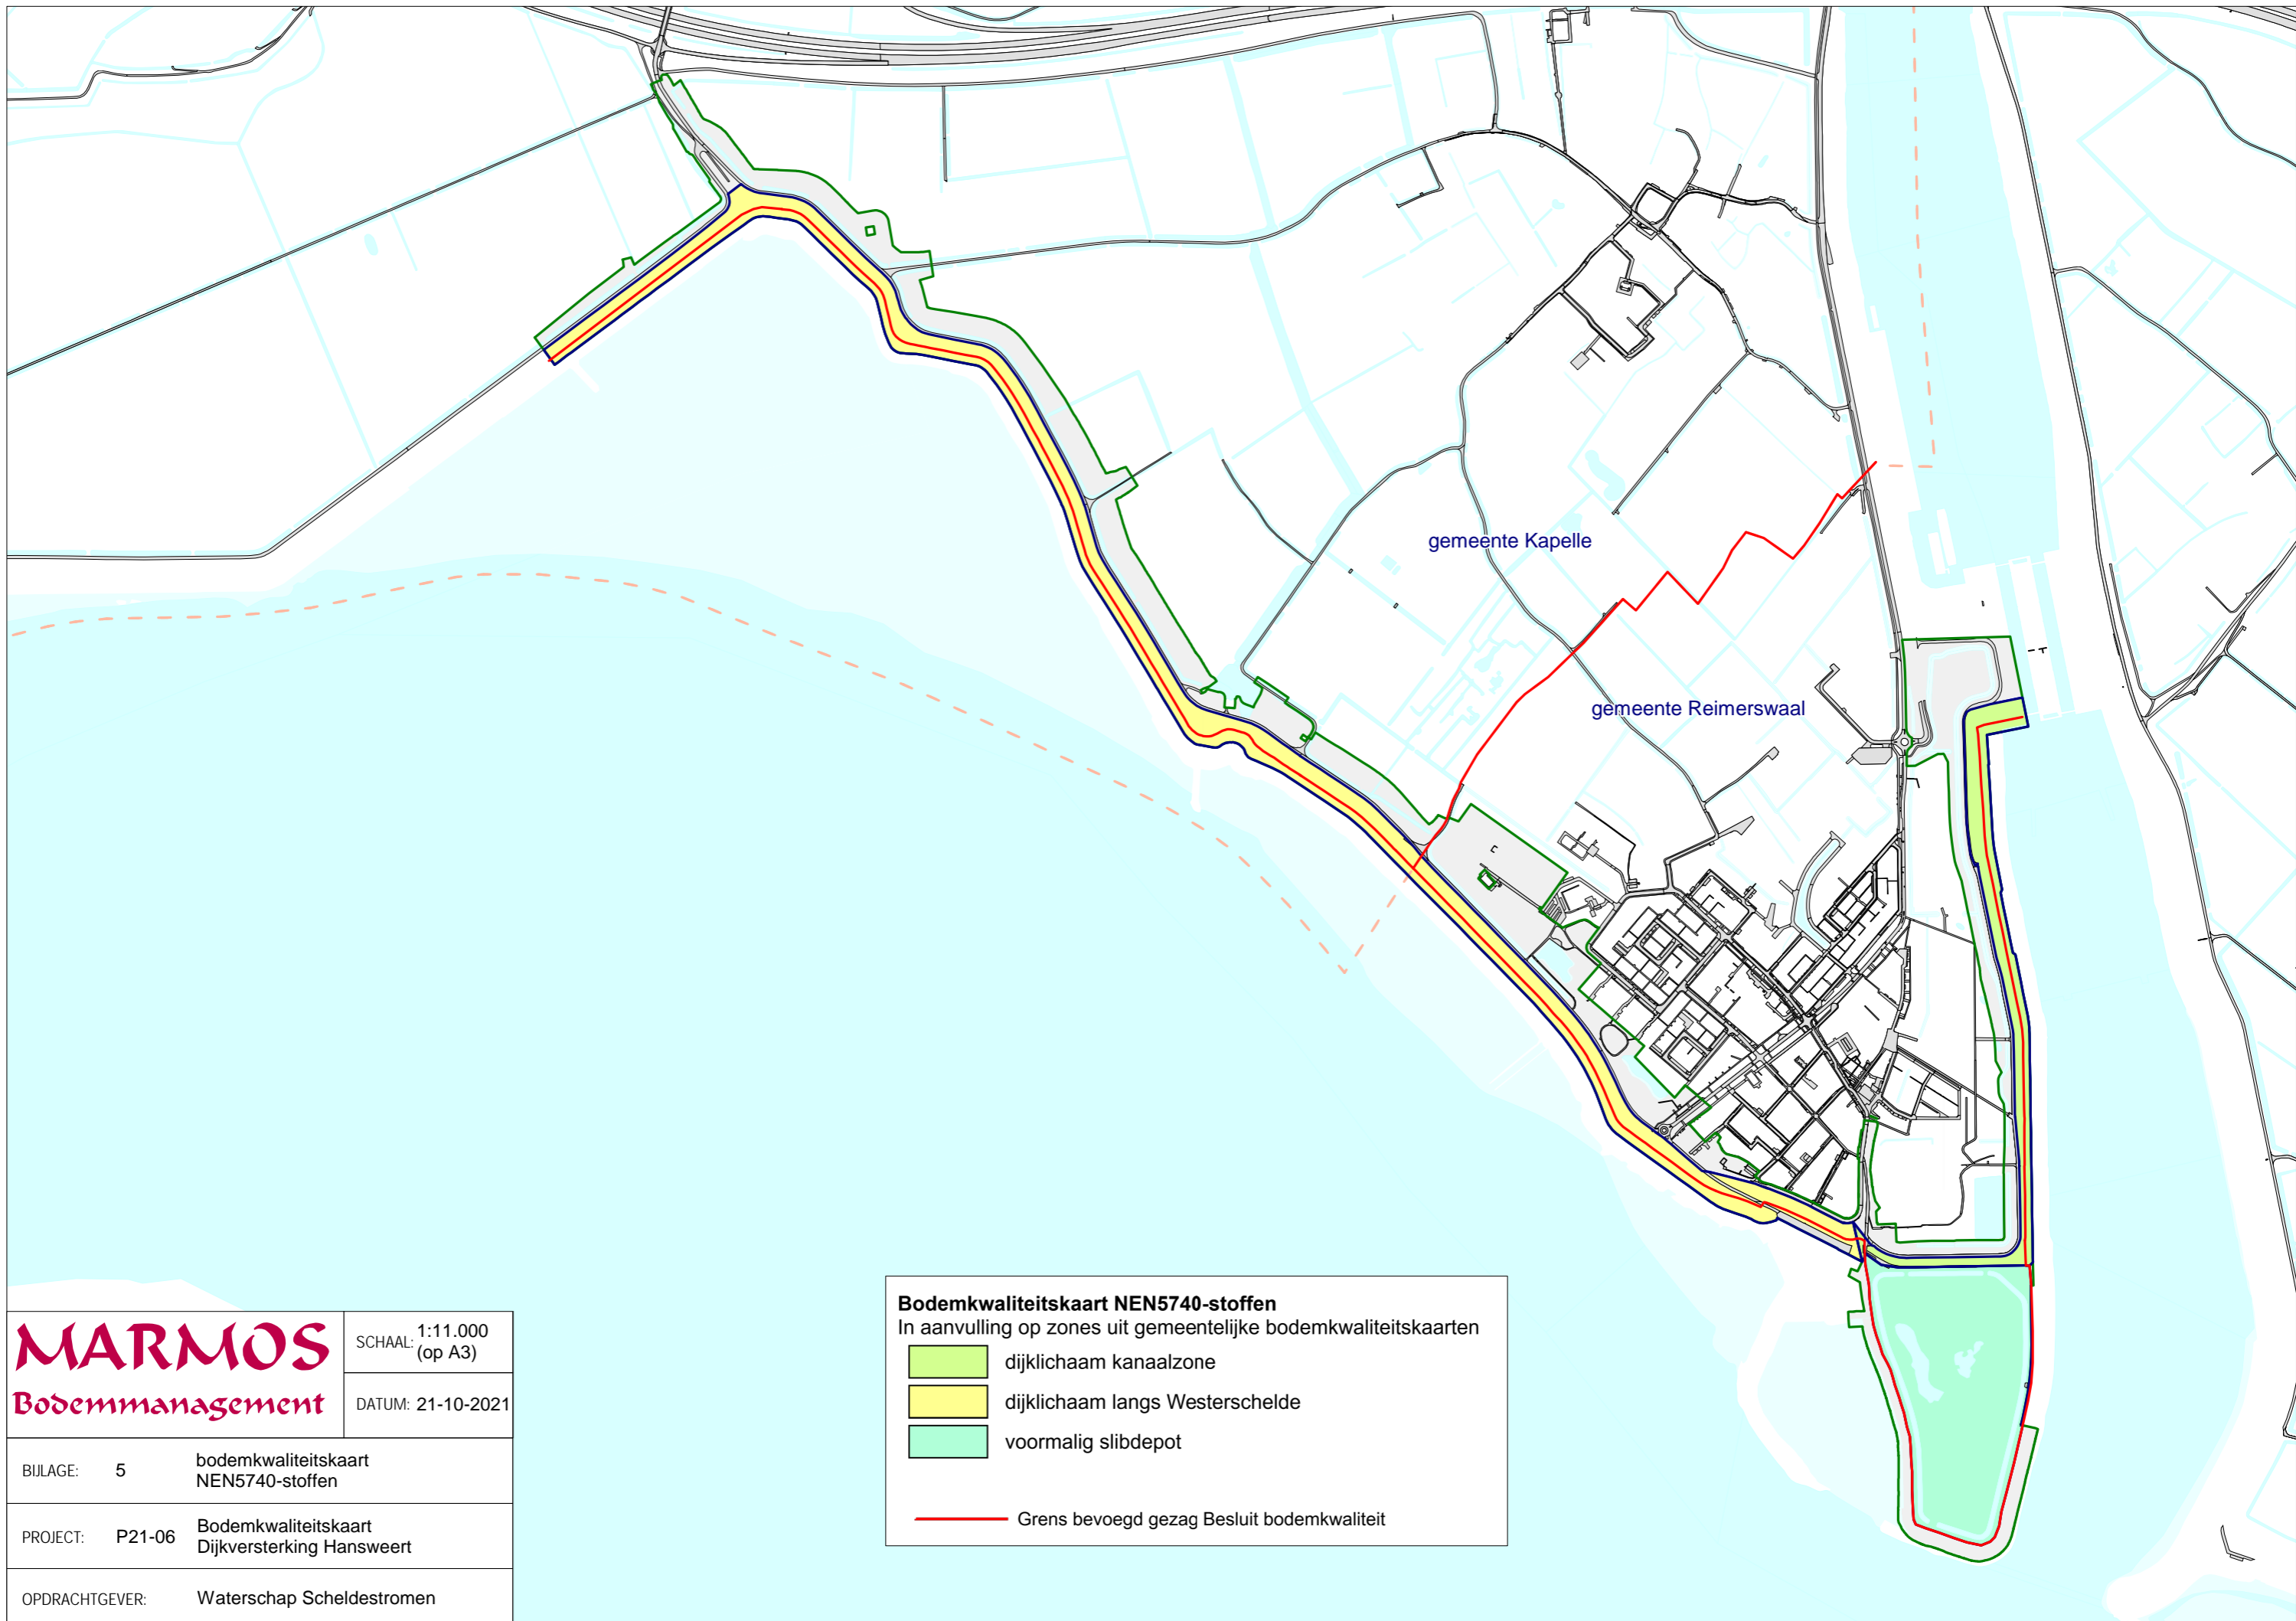 gemeente Kapelle
gemeente Reimerswaal
MARMOS
Bodemmanagement
SCHAAL: 1:11.000
(op A3)
DATUM: 21-10-2021
BIJLAGE: 5 bodemkwaliteitskaart
NEN5740-stoffen
PROJECT: P21-06 Bodemkwaliteitskaart
Dijkversterking Hansweert
OPDRACHTGEVER: Waterschap Scheldestromen
Bodemkwaliteitskaart NEN5740-stoffen
In aanvulling op zones uit gemeentelijke bodemkwaliteitskaarten
dijklichaam kanaalzone
dijklichaam langs Westerschelde
voormalig slibdepot
Grens bevoegd gezag Besluit bodemkwaliteit